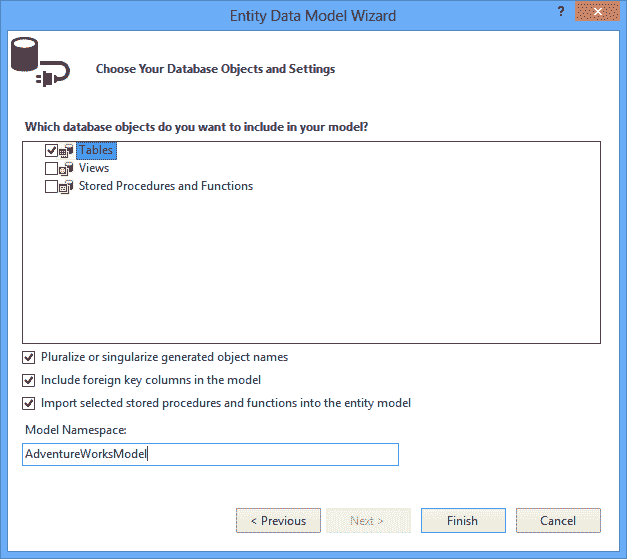 Entity Data Model Wizard
?
Choose Your Database Objects and Settings
Which database objects do you want to include in your model?
Tables
Views
Stored Procedures and Functions
Pluralize or singularize generated object names
Include foreign key columns in the model
Import selected stored procedures and functions into the entity model
Model Namespace:
AdventureWorksModel
< Previous Next > Finish Cancel